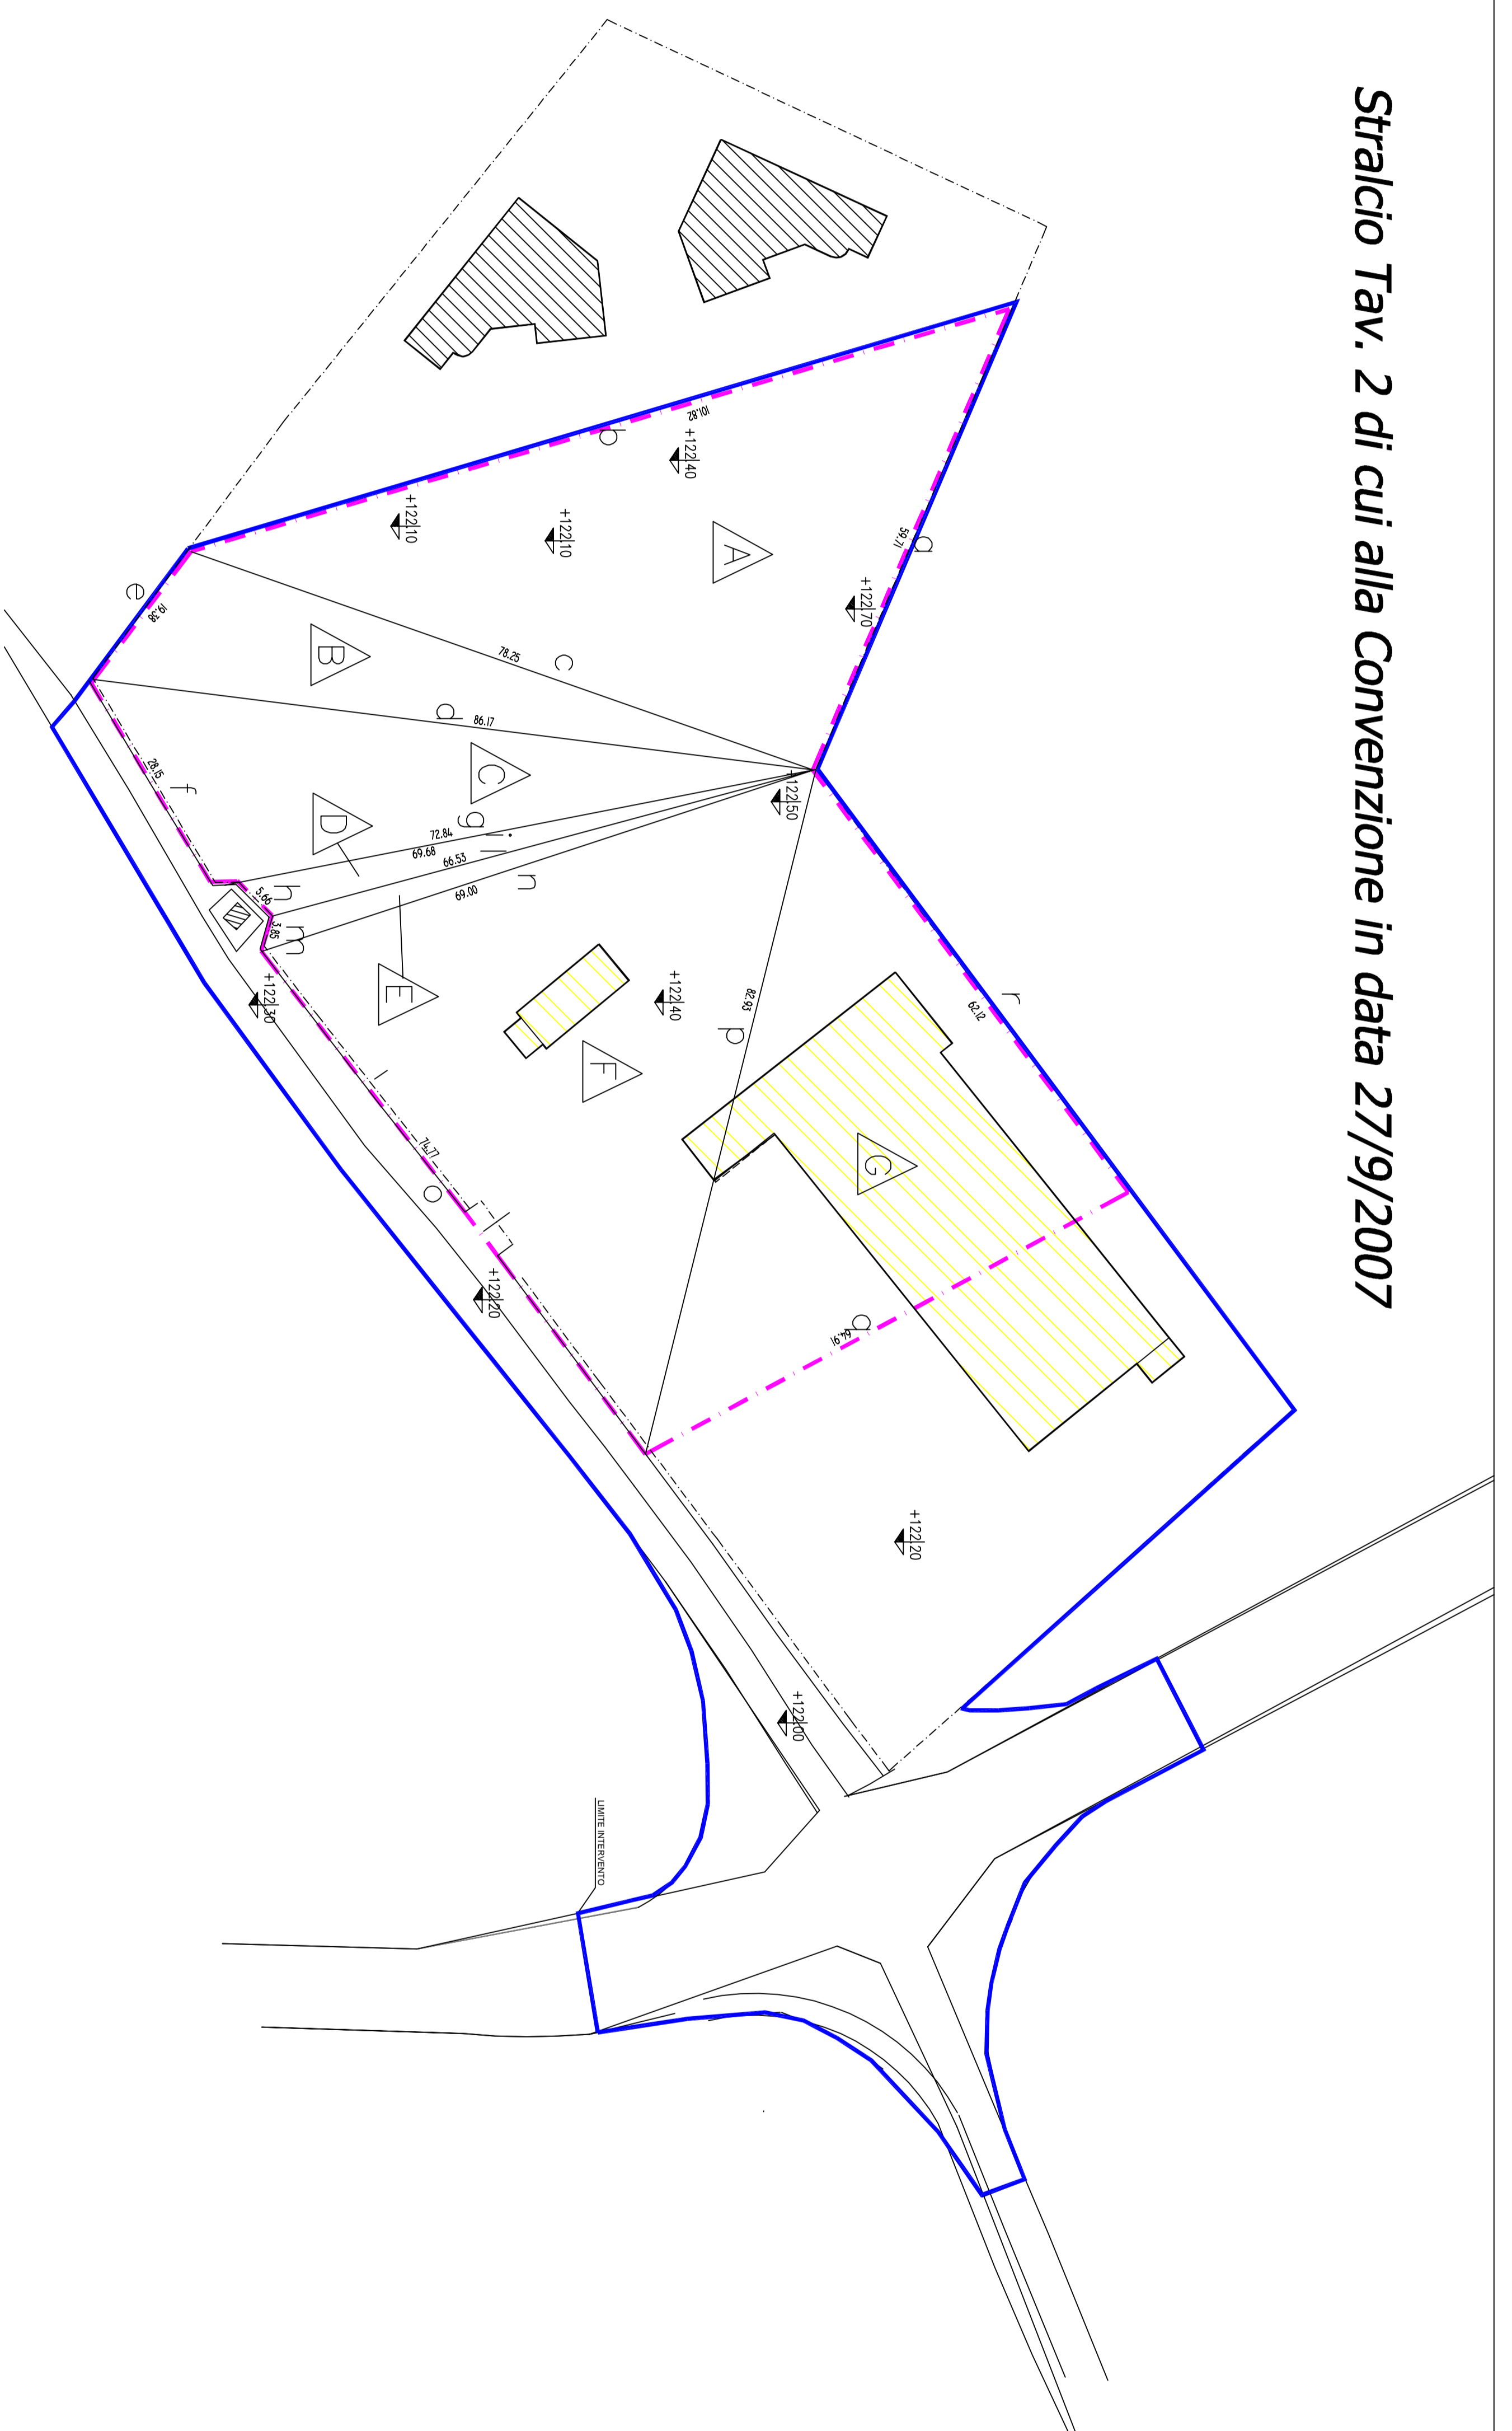 Stralcio Tav. 2 di cui alla Convenzione in data 27/9/2007
a
59.71
b
101.82
+122.40
+122.10
+122.10
+122.70
A
c
78.25
B
e
19.38
d
86.17
C
+122.50
f
28.15
D
g
i
l
72.84
69.68
66.53
n
69.00
h
5.66
m
3.85
+122.30
E
+122.40
F
p
82.93
r
62.12
G
i
74.77
o
+122.20
q
64.91
+122.20
+122.00
LIMITE INTERVENTO